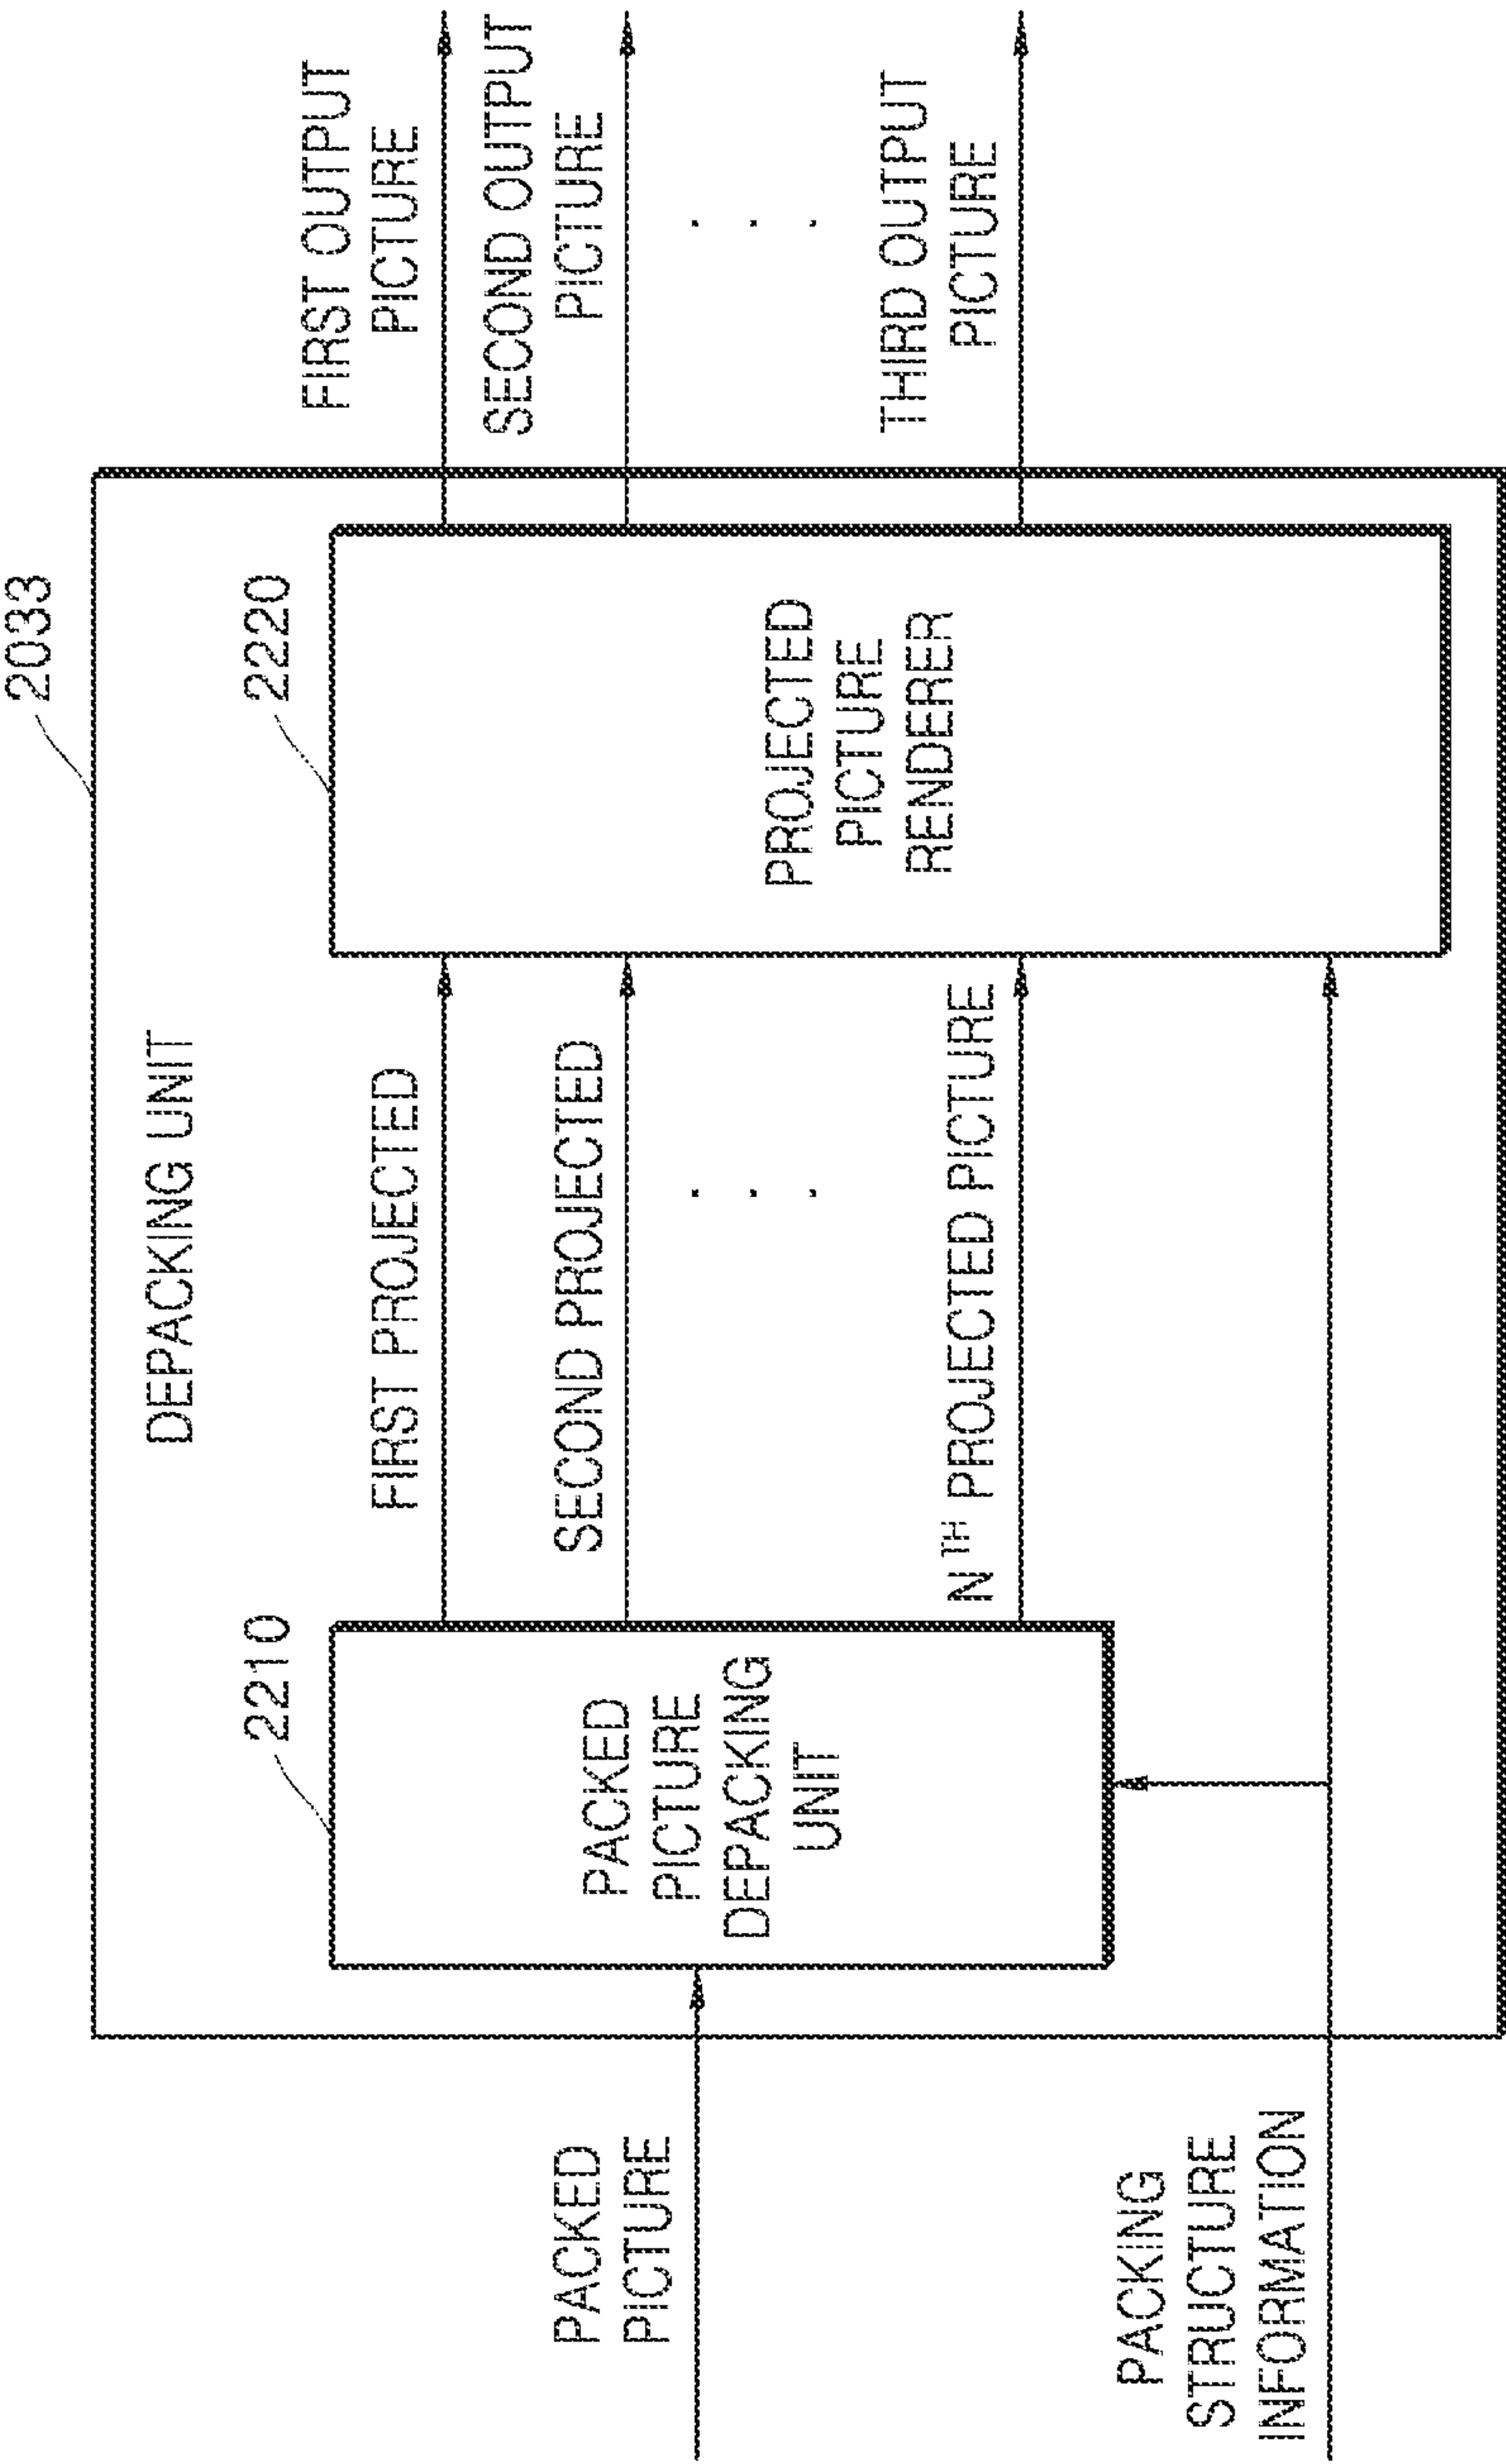 2033
DEPACKING UNIT
2210
2220
PACKED
PICTURE
PACKED
PICTURE
DEPACKING
UNIT
FIRST PROJECTED
SECOND PROJECTED
. . .
NTH PROJECTED PICTURE
PROJECTED
PICTURE
RENDERER
FIRST OUTPUT
PICTURE
SECOND OUTPUT
PICTURE
. . .
THIRD OUTPUT
PICTURE
PACKING
STRUCTURE
INFORMATION